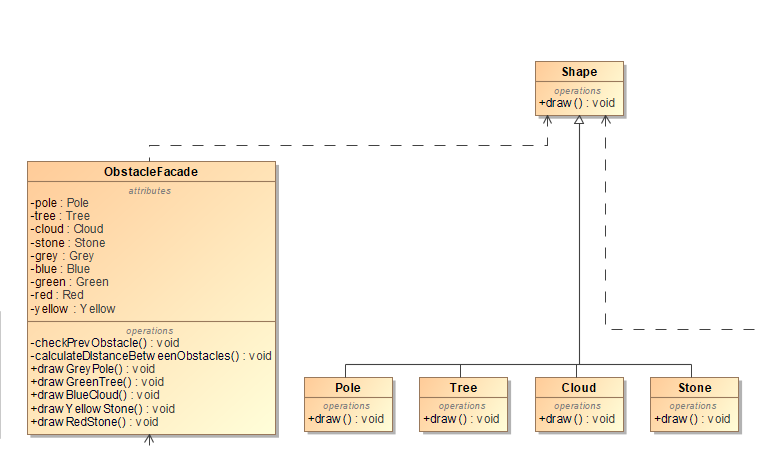 Shape
operations
+draw() : void
ObstacleFacade
attributes
-pole : Pole
-tree : Tree
-cloud : Cloud
-stone : Stone
-grey : Grey
-blue : Blue
-green : Green
-red : Red
-yellow : Yellow
operations
-checkPrevObstacle() : void
-calculateDistanceBetweenObstacles() : void
+drawGreyPole() : void
+drawGreenTree() : void
+drawBlueCloud() : void
+drawYellowStone() : void
+drawRedStone() : void
Pole
operations
+draw() : void
Tree
operations
+draw() : void
Cloud
operations
+draw() : void
Stone
operations
+draw() : void